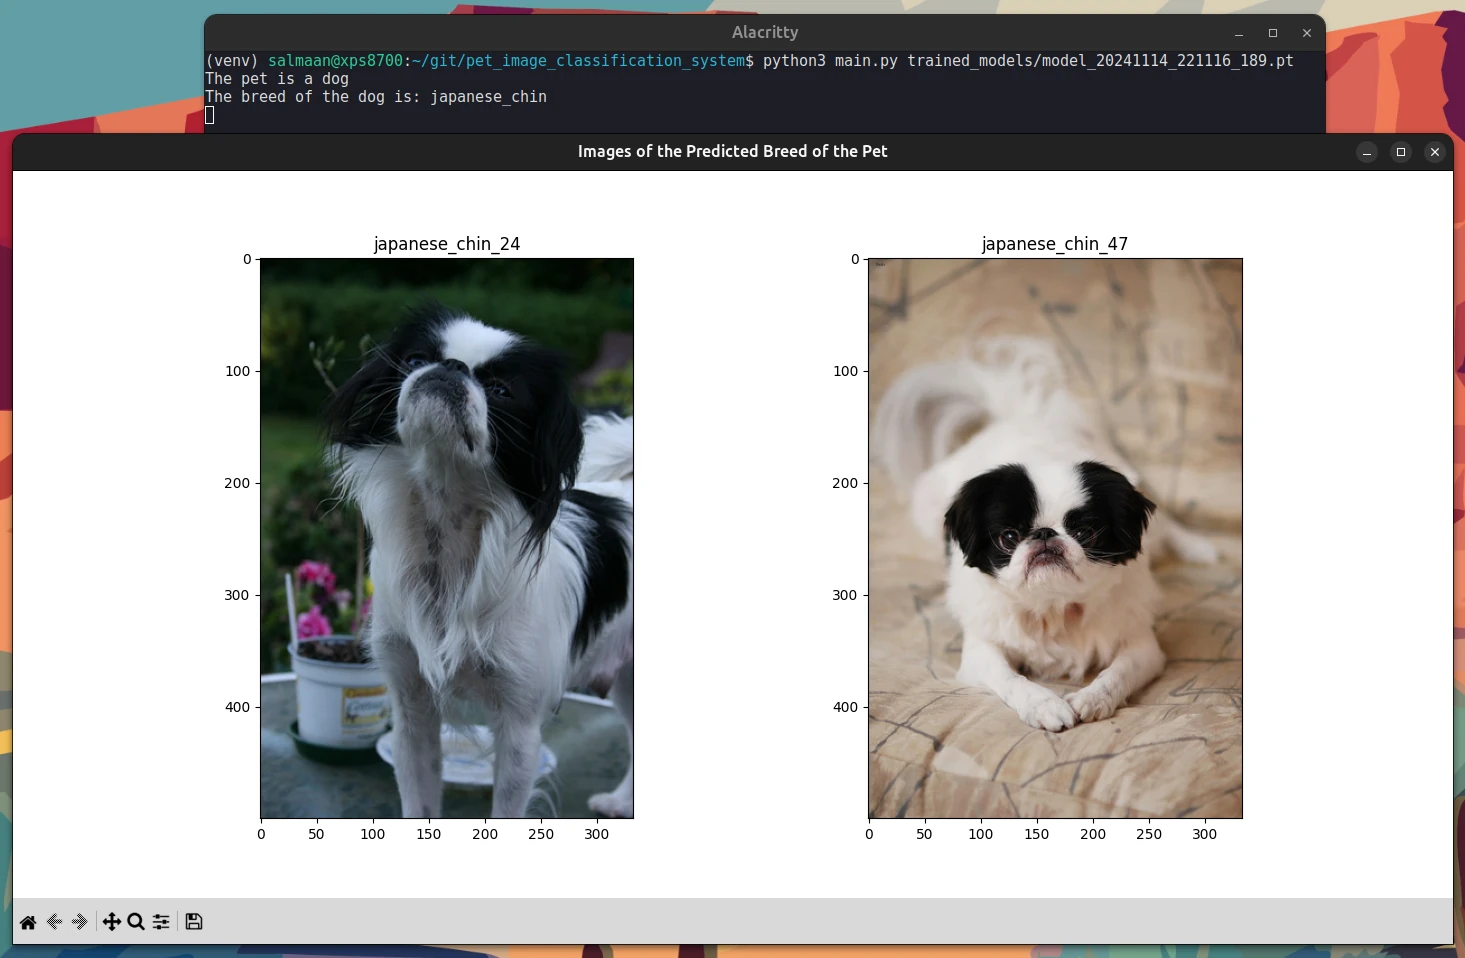 Alacritty
(venv) salmaan@xps8700:~/git/pet_image_classification_system$ python3 main.py trained_models/model_20241114_221116_189.pt
The pet is a dog
The breed of the dog is: japanese_chin
Images of the Predicted Breed of the Pet
japanese_chin_24
0
100
200
300
400
0 50 100 150 200 250 300
japanese_chin_47
0
100
200
300
400
0 50 100 150 200 250 300